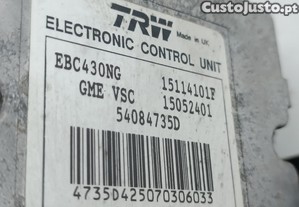 Custojusto.pt
TRW
Made in UK
ELECTRONIC CONTROL UNIT
EBC430NG 15114101F
GME VSC 15052401
54084735D
4735D425070306033